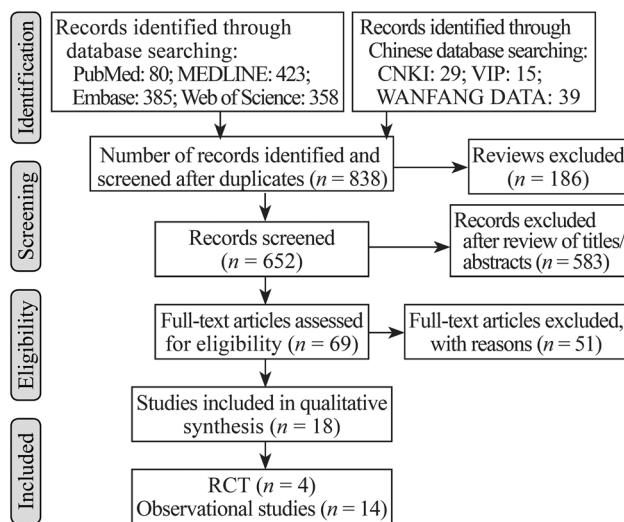 Identification
Records identified through
database searching:
PubMed: 80; MEDLINE: 423;
Embase: 385; Web of Science: 358
Records identified through
Chinese database searching:
CNKI: 29; VIP: 15;
WANFANG DATA: 39
Screening
Number of records identified and
screened after duplicates (n = 838)
Reviews excluded
(n = 186)
Records screened
(n = 652)
Records excluded
after review of titles/
abstracts (n = 583)
Eligibility
Full-text articles assessed
for eligibility (n = 69)
Full-text articles excluded,
with reasons (n = 51)
Studies included in qualitative
synthesis (n = 18)
Included
RCT (n = 4)
Observational studies (n = 14)